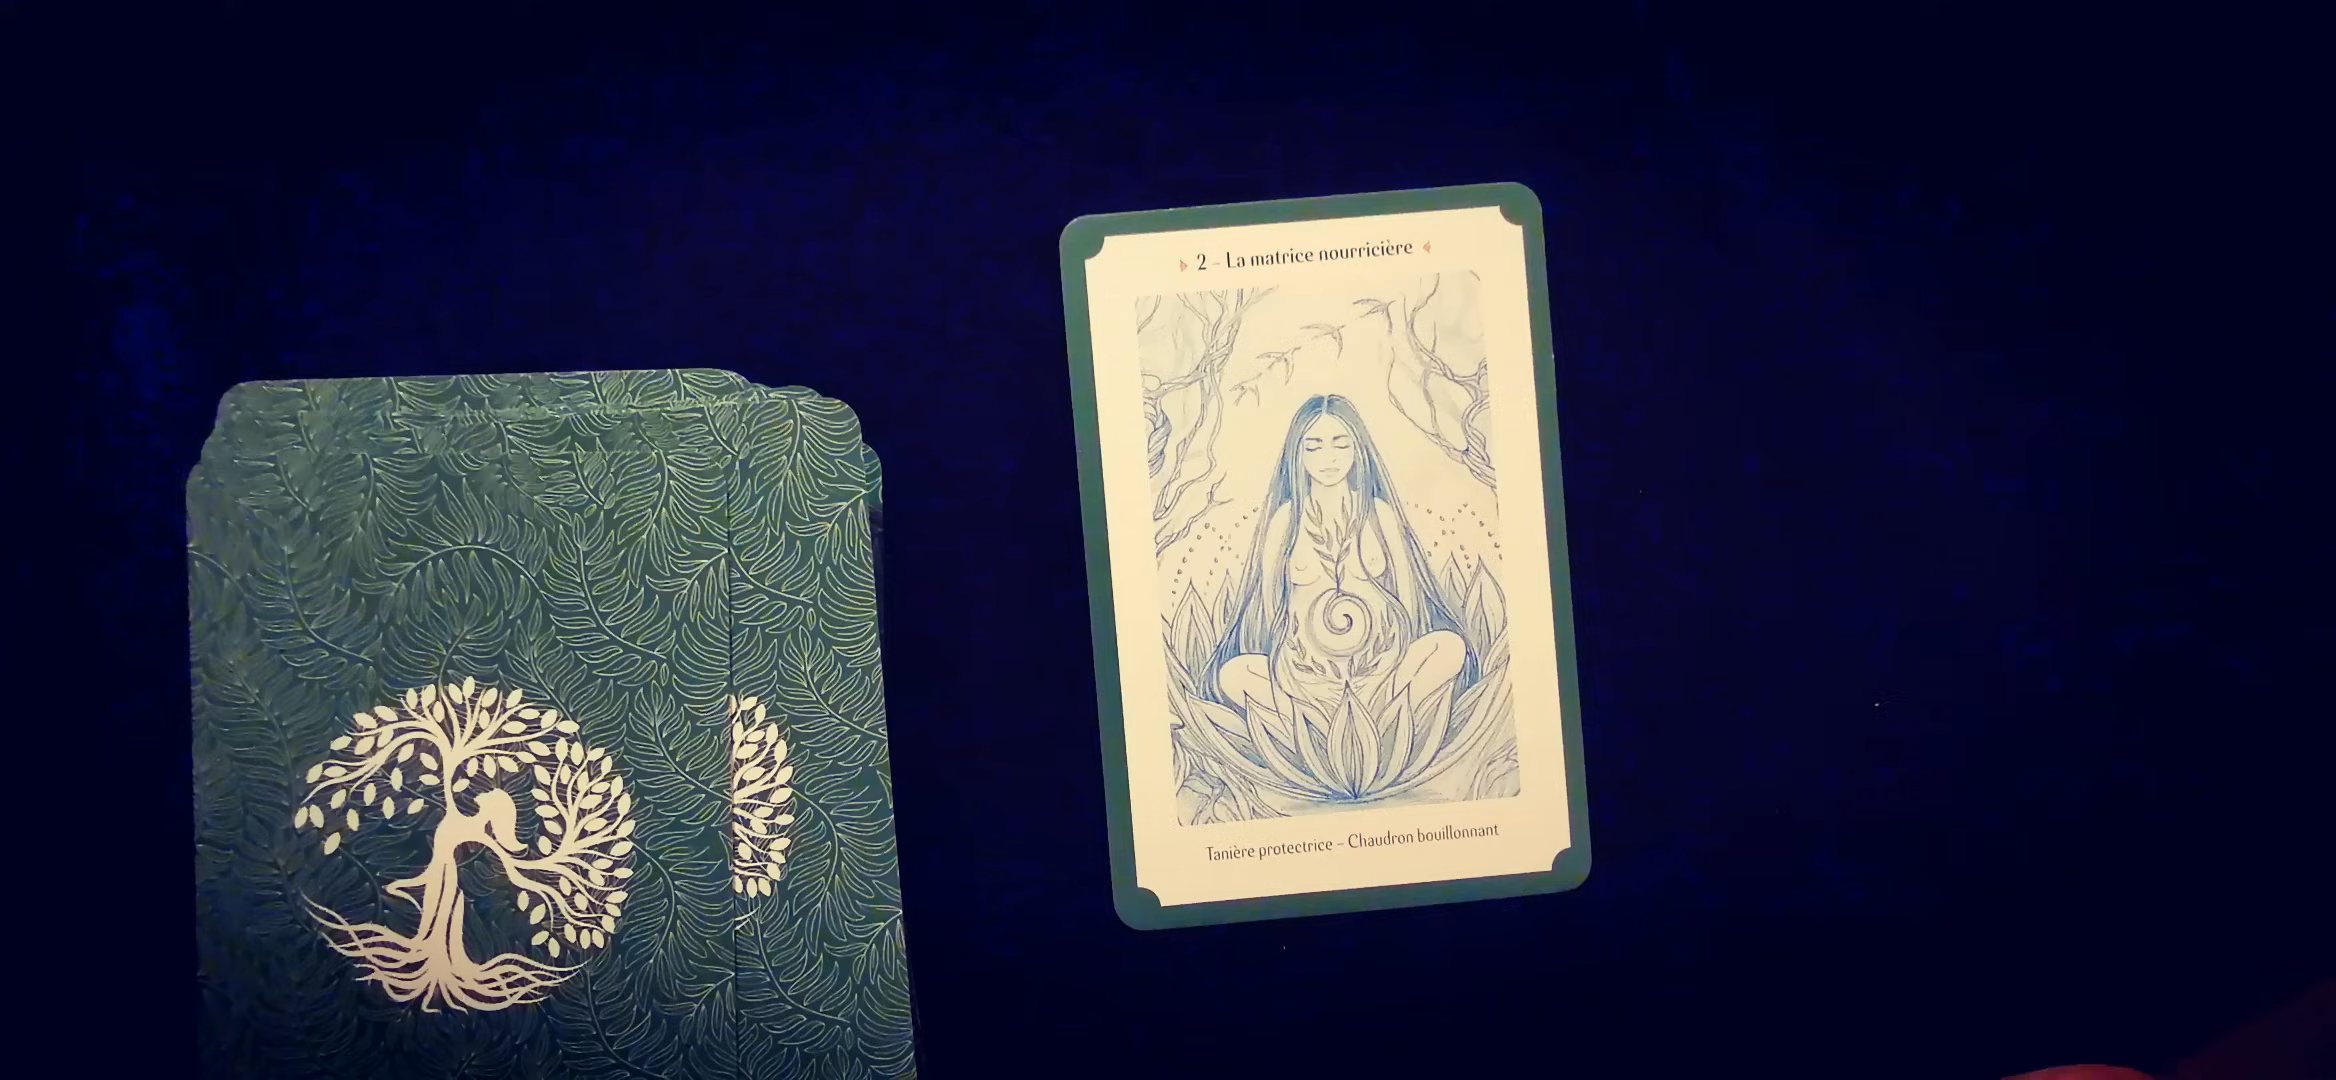 2 – La matrice nourricière
Tanière protectrice – Chaudron bouillonnant